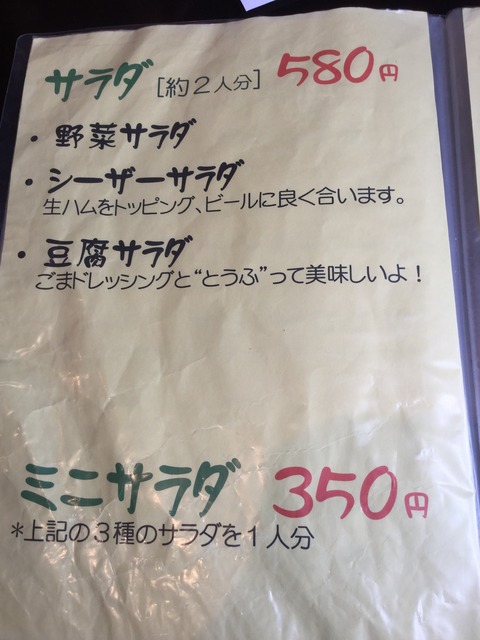 サラダ [約2人分] 580円
・野菜サラダ
・シーザーサラダ
生ハムをトッピング、ビールに良く合います。
・豆腐サラダ
ごまドレッシングと“とうふ”って美味しいよ！
ミニサラダ 350円
*上記の3種のサラダを1人分